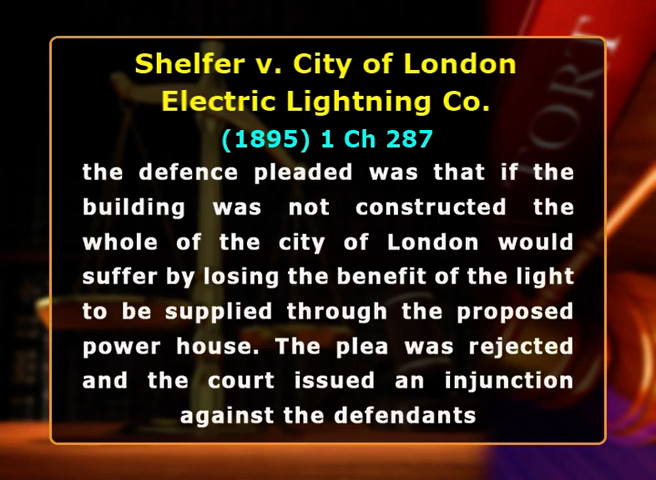 TORT
Shelfer v. City of London
Electric Lightning Co.
(1895) 1 Ch 287
the defence pleaded was that if the
building was not constructed the
whole of the city of London would
suffer by losing the benefit of the light
to be supplied through the proposed
power house. The plea was rejected
and the court issued an injunction
against the defendants